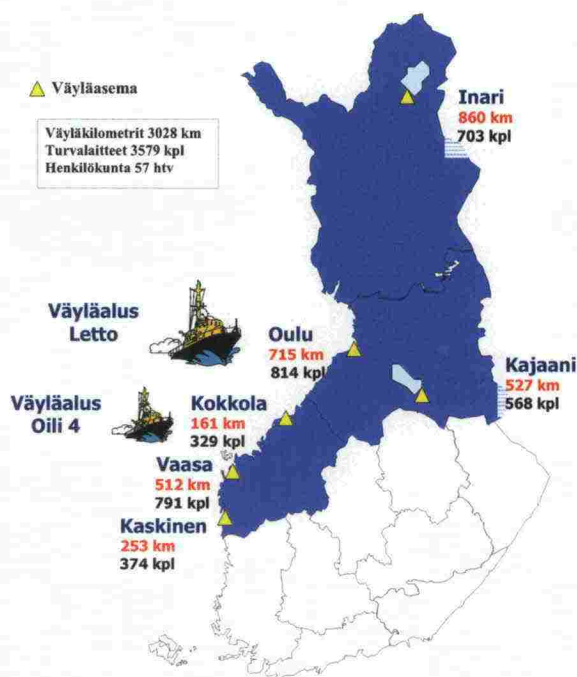 Väyläasema
Väyläkilometrit 3028 km
Turvalaitteet 3579 kpl
Henkilökunta 57 htv
Inari
860 km
703 kpl
Väyläalus
Letto
Oulu
715 km
814 kpl
Kajaani
527 km
568 kpl
Väyläalus
Oili 4
Kokkola
161 km
329 kpl
Vaasa
512 km
791 kpl
Kaskinen
253 km
374 kpl